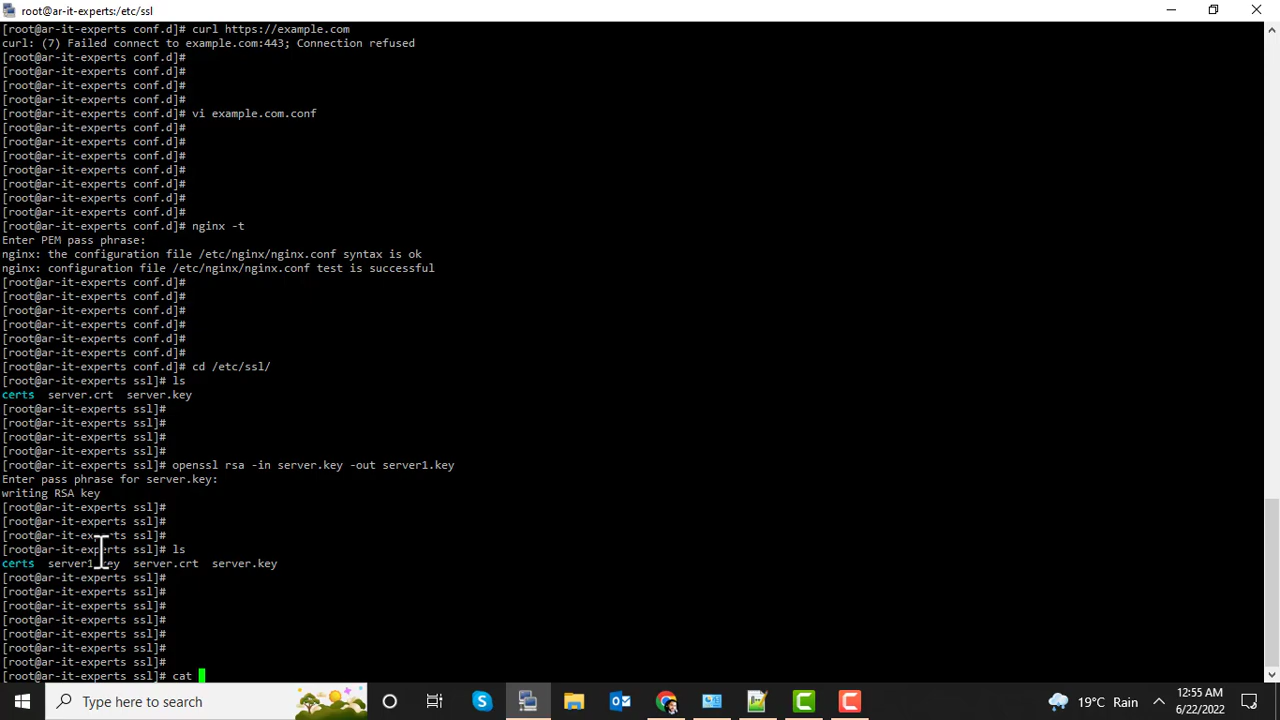 root@ar-it-experts:/etc/ssl
[root@ar-it-experts conf.d]# curl https://example.com
curl: (7) Failed connect to example.com:443; Connection refused
[root@ar-it-experts conf.d]#
[root@ar-it-experts conf.d]#
[root@ar-it-experts conf.d]#
[root@ar-it-experts conf.d]#
[root@ar-it-experts conf.d]# vi example.com.conf
[root@ar-it-experts conf.d]#
[root@ar-it-experts conf.d]#
[root@ar-it-experts conf.d]#
[root@ar-it-experts conf.d]#
[root@ar-it-experts conf.d]#
[root@ar-it-experts conf.d]#
[root@ar-it-experts conf.d]#
[root@ar-it-experts conf.d]# nginx -t
Enter PEM pass phrase:
nginx: the configuration file /etc/nginx/nginx.conf syntax is ok
nginx: configuration file /etc/nginx/nginx.conf test is successful
[root@ar-it-experts conf.d]#
[root@ar-it-experts conf.d]#
[root@ar-it-experts conf.d]#
[root@ar-it-experts conf.d]#
[root@ar-it-experts conf.d]#
[root@ar-it-experts conf.d]#
[root@ar-it-experts conf.d]# cd /etc/ssl/
[root@ar-it-experts ssl]# ls
certs server.crt server.key
[root@ar-it-experts ssl]#
[root@ar-it-experts ssl]#
[root@ar-it-experts ssl]#
[root@ar-it-experts ssl]#
[root@ar-it-experts ssl]# openssl rsa -in server.key -out server1.key
Enter pass phrase for server.key:
writing RSA key
[root@ar-it-experts ssl]#
[root@ar-it-experts ssl]#
[root@ar-it-experts ssl]#
[root@ar-it-experts ssl]# ls
certs server1.key server.crt server.key
[root@ar-it-experts ssl]#
[root@ar-it-experts ssl]#
[root@ar-it-experts ssl]#
[root@ar-it-experts ssl]#
[root@ar-it-experts ssl]#
[root@ar-it-experts ssl]#
[root@ar-it-experts ssl]#
[root@ar-it-experts ssl]# cat
Type here to search
19°C Rain
12:55 AM
6/22/2022